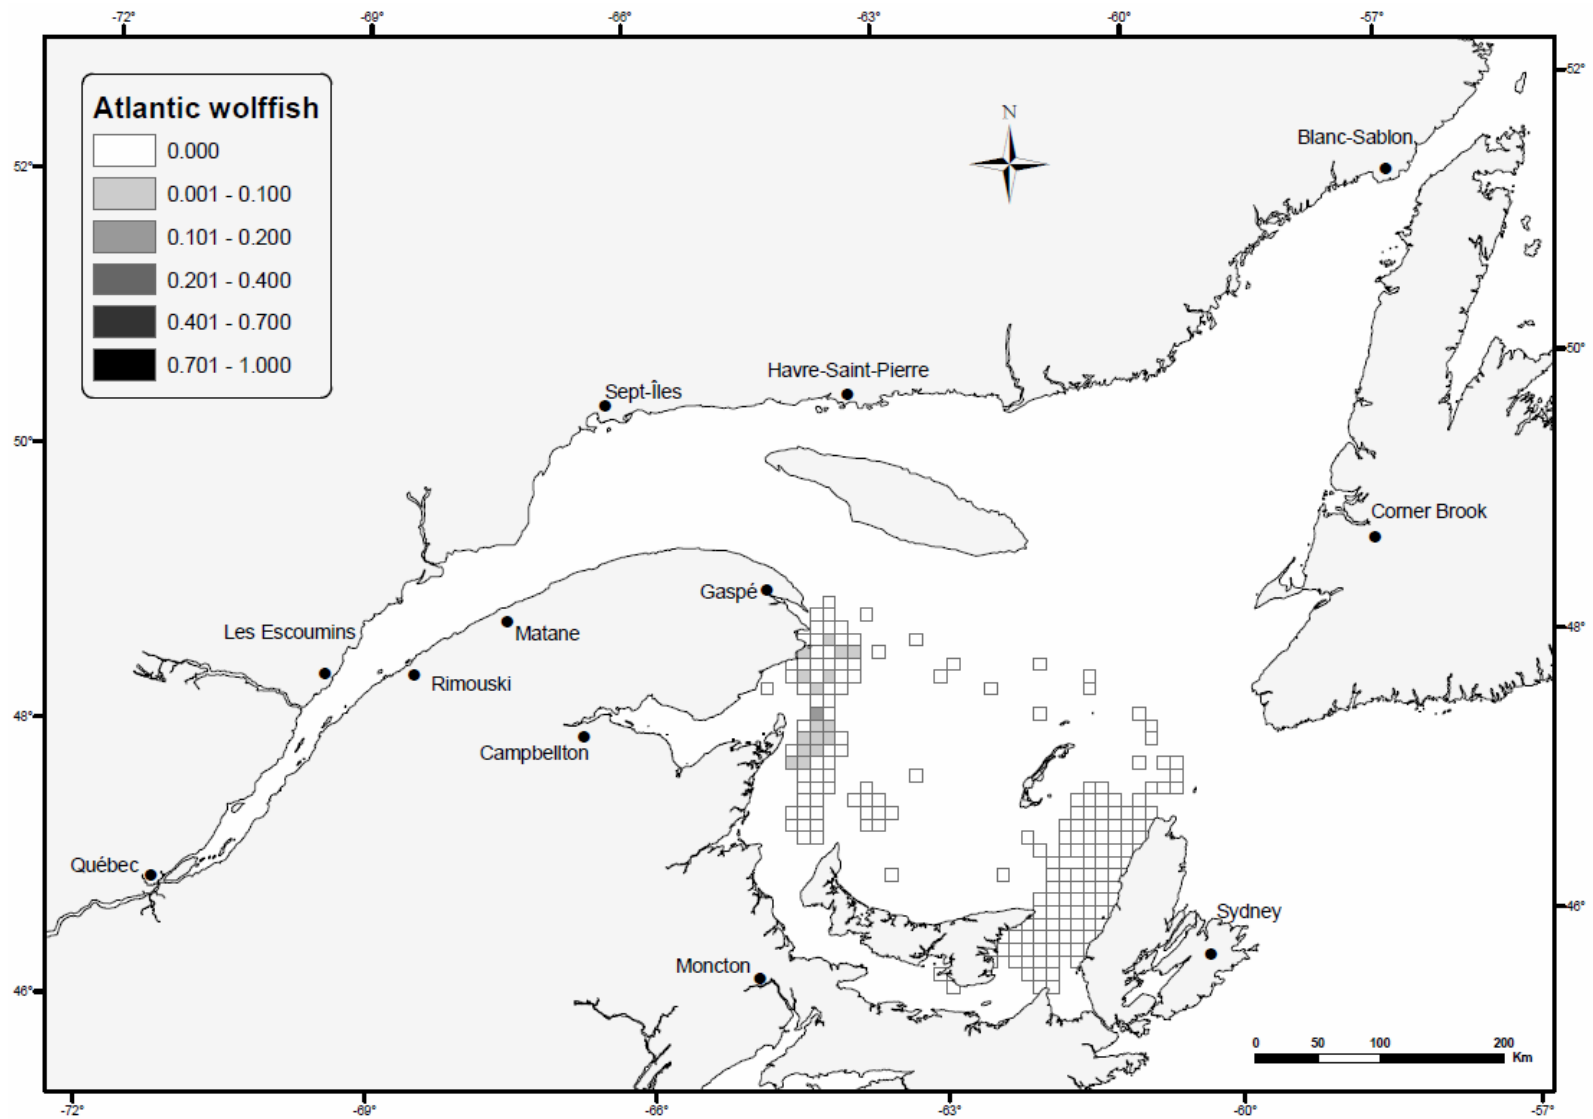 -72° -69° -66° -63° -60° -57°
Atlantic wolffish
0.000
0.001 - 0.100
0.101 - 0.200
0.201 - 0.400
0.401 - 0.700
0.701 - 1.000
N
52°
52°
Blanc-Sablon
50°
Havre-Saint-Pierre
Sept-Îles
50°
Corner Brook
Gaspé
Les Escoumins
Matane
48°
Rimouski
48°
Campbellton
Québec
46°
Sydney
Moncton
46°
0 50 100 200
Km
-72° -69° -66° -63° -60° -57°